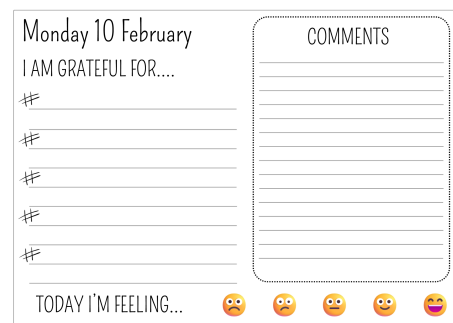 Monday 10 February
I AM GRATEFUL FOR....
#
#
#
#
#
COMMENTS
TODAY I'M FEELING...